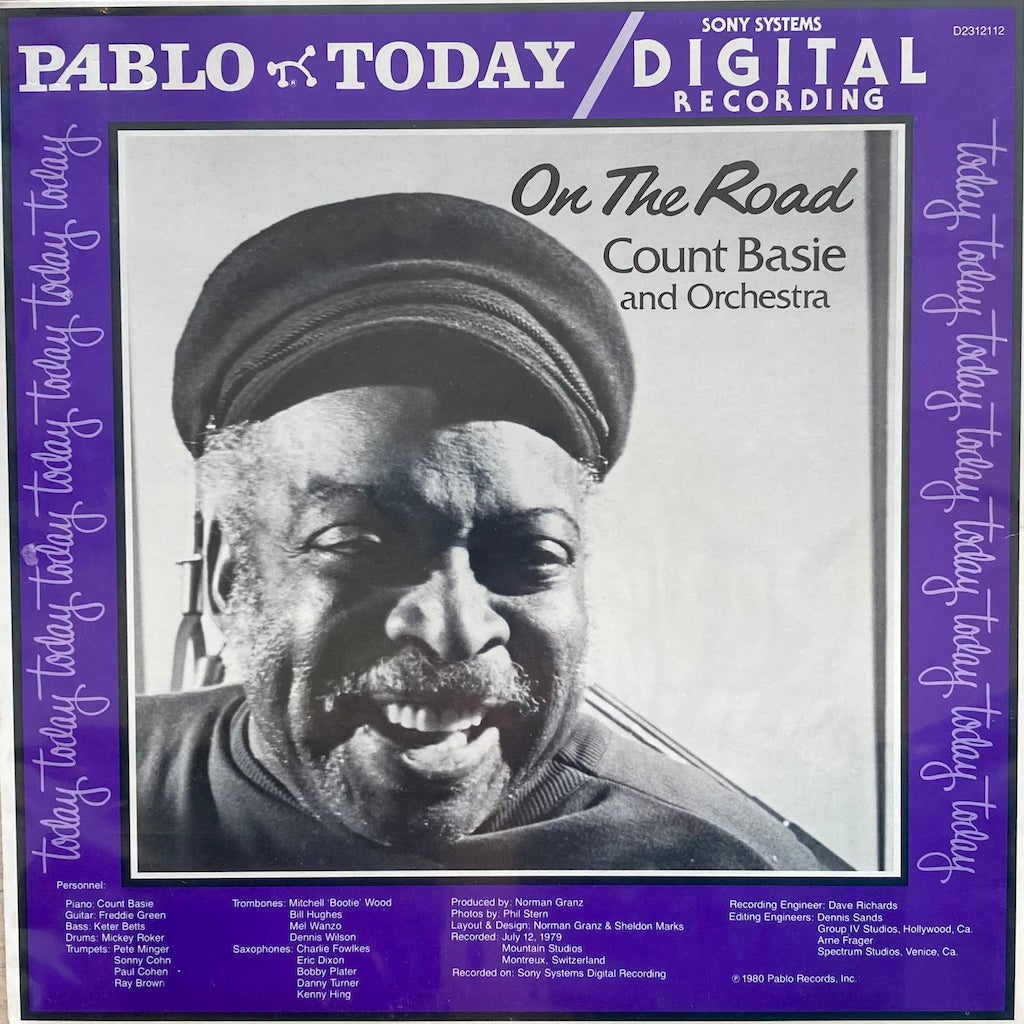 SONY SYSTEMS
D2312112
PABLO TODAY / DIGITAL
RECORDING
On The Road
Count Basie
and Orchestra
today today today today today today today today
today today today today today today today today
Personnel:
Piano: Count Basie
Guitar: Freddie Green
Bass: Keter Betts
Drums: Mickey Roker
Trumpets: Pete Minger
Sonny Cohn
Paul Cohen
Ray Brown
Trombones: Mitchell 'Bootie' Wood
Bill Hughes
Mel Wanzo
Dennis Wilson
Saxophones: Charlie Fowlkes
Eric Dixon
Bobby Plater
Danny Turner
Kenny Hing
Produced by: Norman Granz
Photos by: Phil Stern
Layout & Design: Norman Granz & Sheldon Marks
Recorded: July 12, 1979
Mountain Studios
Montreux, Switzerland
Recorded on: Sony Systems Digital Recording
Recording Engineer: Dave Richards
Editing Engineers: Dennis Sands
Group IV Studios, Hollywood, Ca.
Arne Frager
Spectrum Studios, Venice, Ca.
℗ 1980 Pablo Records, Inc.